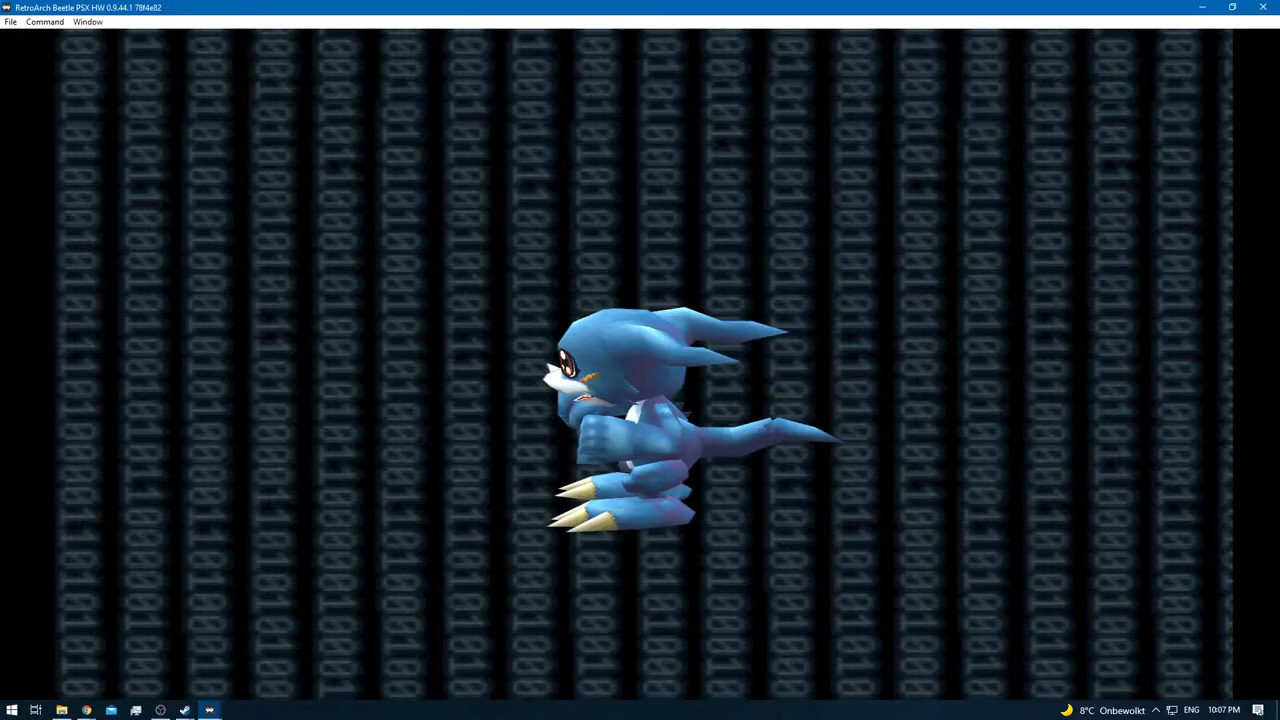 RetroArch Beetle PSX HW 0.9.44.1 78f4e82
File Command Window
8°C Onbewolkt ENG 10:07 PM